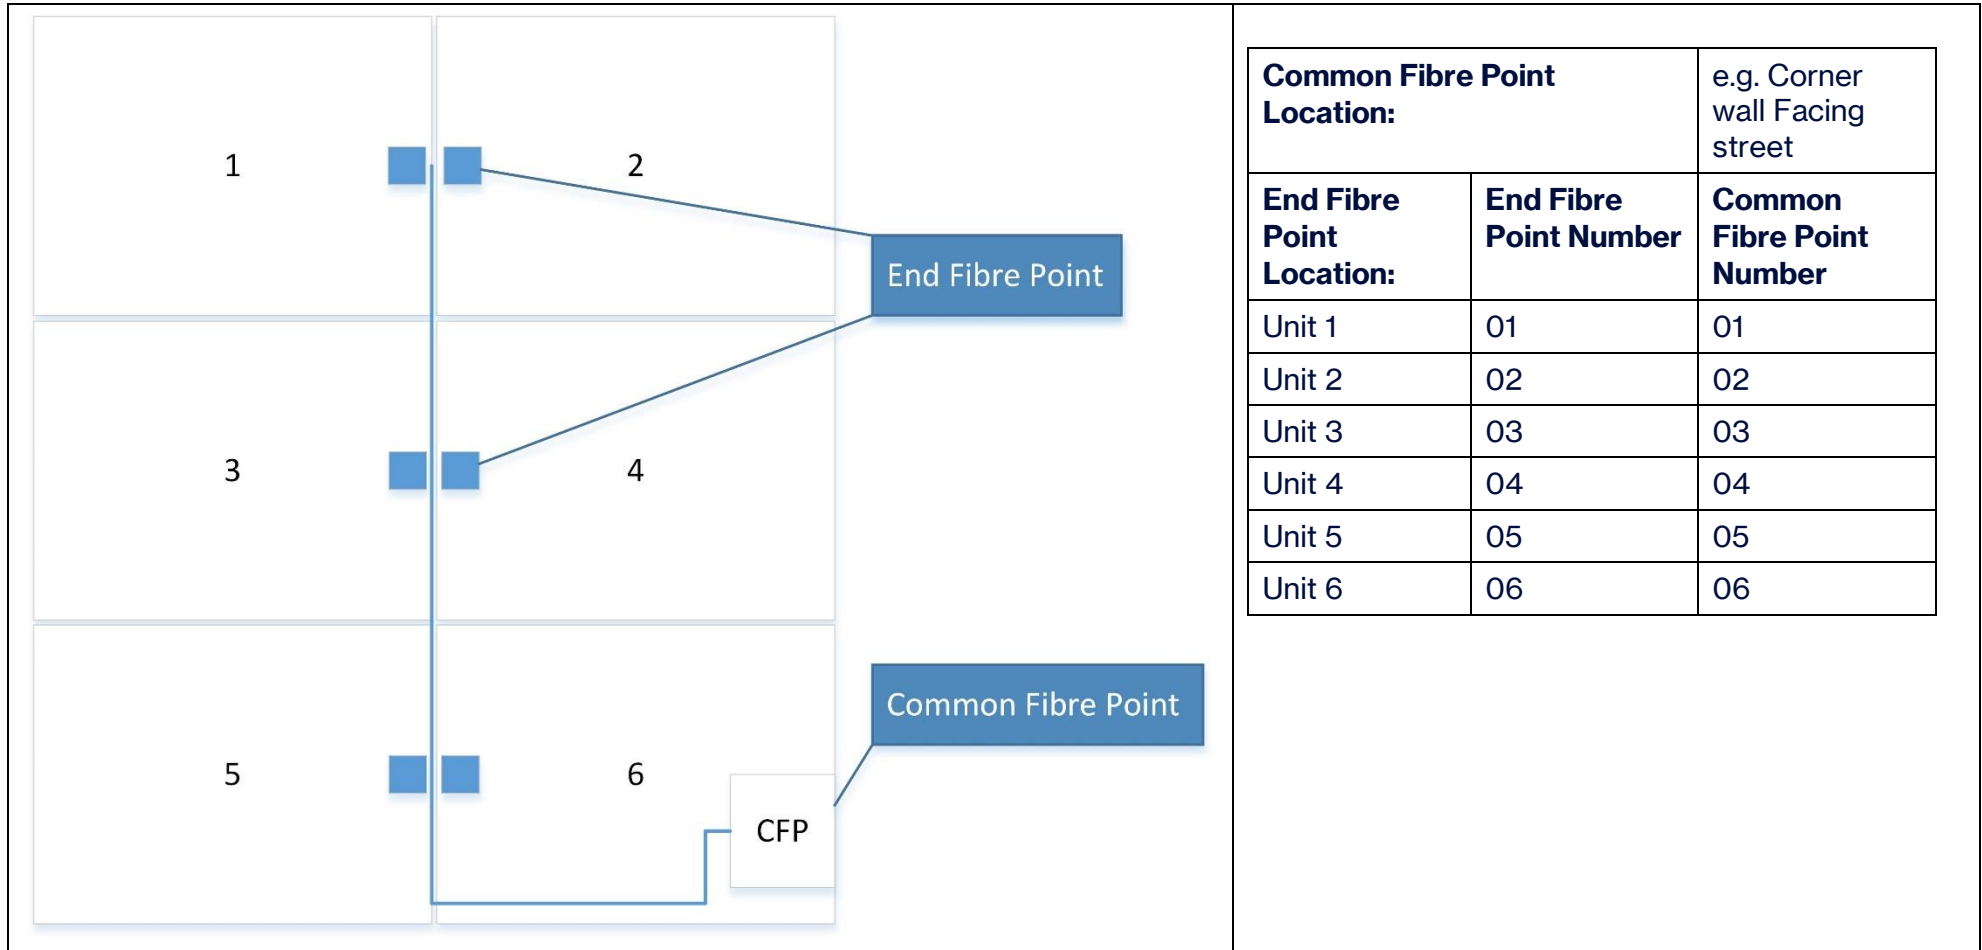 1
2
End Fibre Point
3
4
5
6
CFP
Common Fibre Point
Common Fibre Point
Location:
e.g. Corner
wall Facing
street
End Fibre
Point
Location:
End Fibre
Point Number
Common
Fibre Point
Number
Unit 1
01
01
Unit 2
02
02
Unit 3
03
03
Unit 4
04
04
Unit 5
05
05
Unit 6
06
06